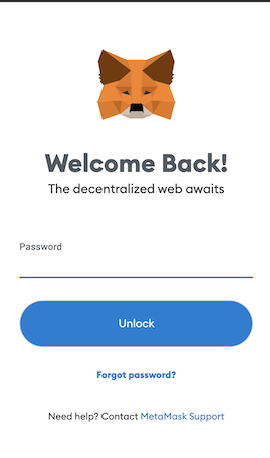 Welcome Back!
The decentralized web awaits
Password
Unlock
Forgot password?
Need help? Contact MetaMask Support